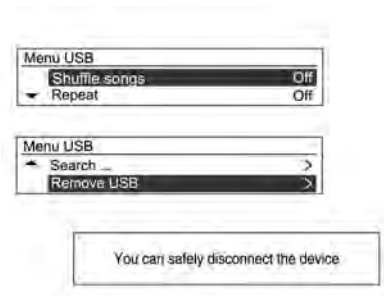 Menu USB
Shuffle songs Off
Repeat Off
Menu USB
Search ... >
Remove USB >
You can safely disconnect the device